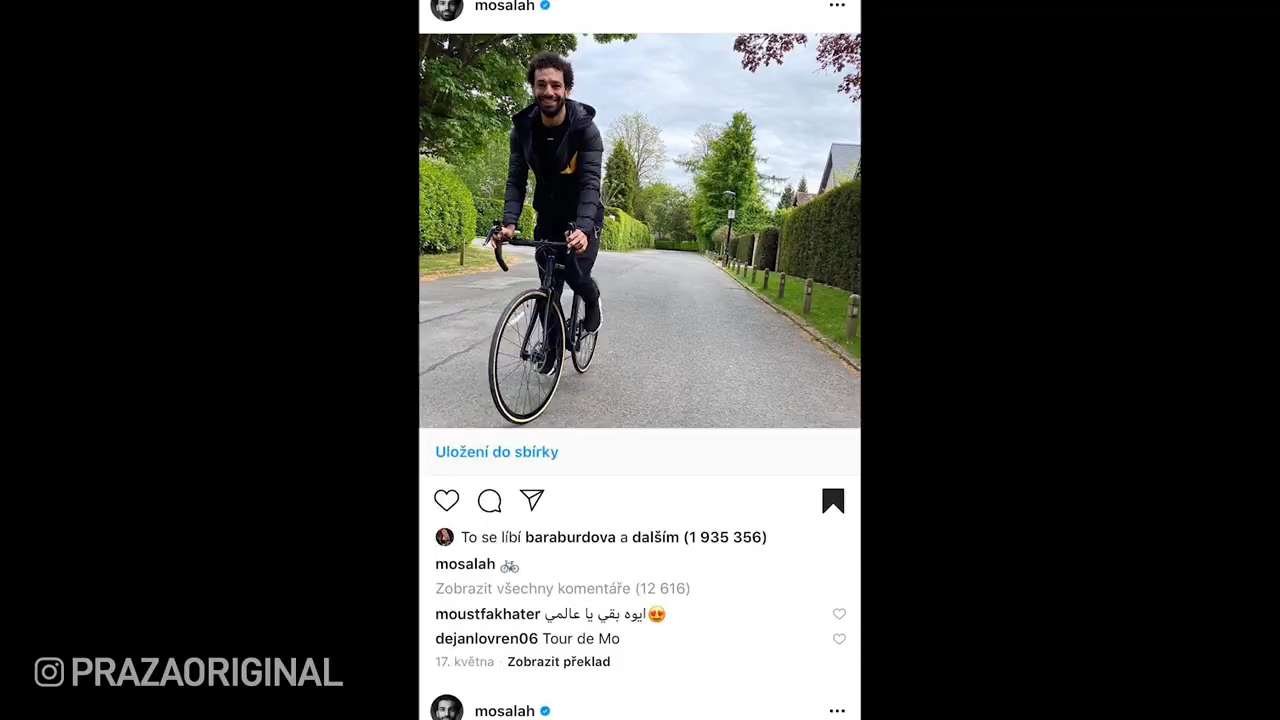 mosalah
Uložení do sbírky
To se líbí baraburdova a dalším (1 935 356)
mosalah 🚲
Zobrazit všechny komentáře (12 616)
moustfakhater ايوه بقي يا عالمي😍
dejanlovren06 Tour de Mo
17. května · Zobrazit překlad
PRAZAORIGINAL
mosalah